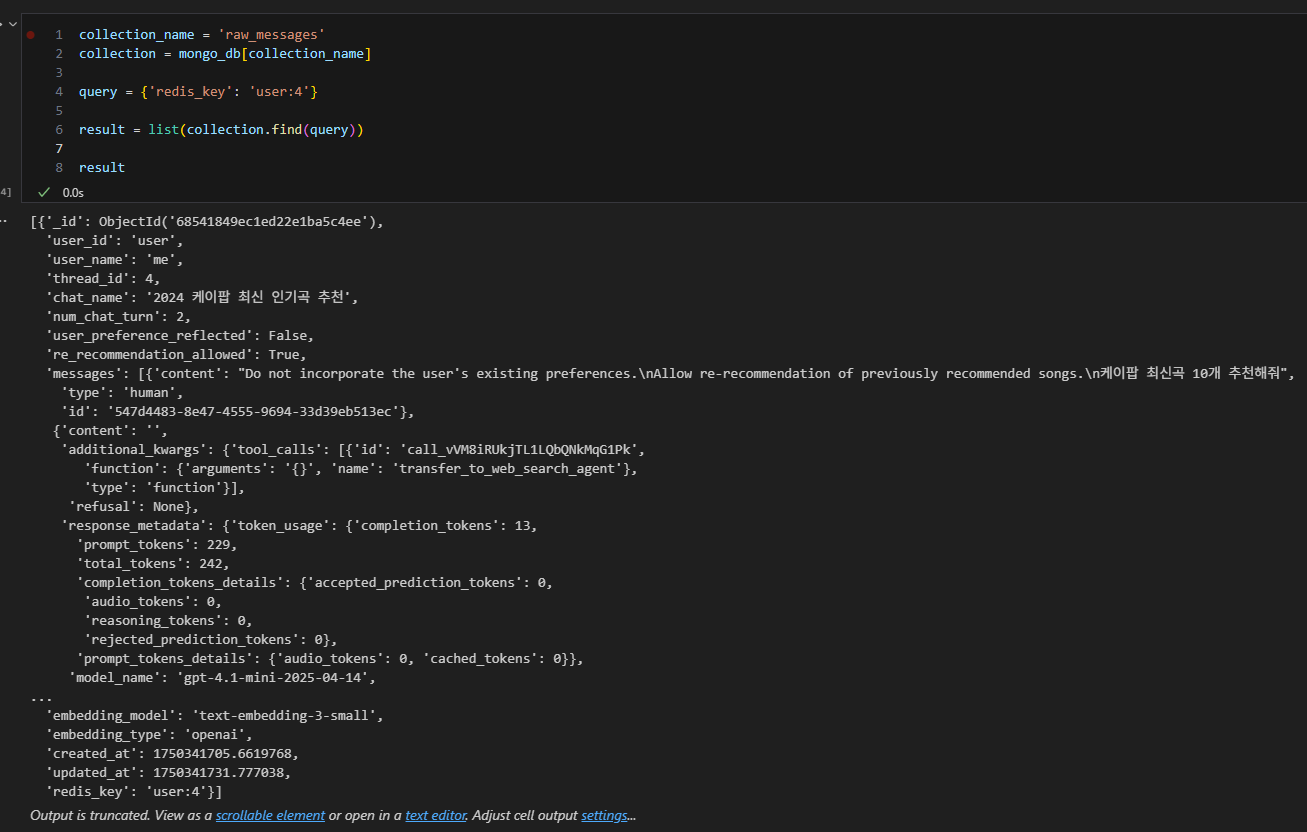 1 collection_name = 'raw_messages'
2 collection = mongo_db[collection_name]
3
4 query = {'redis_key': 'user:4'}
5
6 result = list(collection.find(query))
7
8 result
4]
0.0s
[{'_id': ObjectId('68541849ec1ed22e1ba5c4ee'),
'user_id': 'user',
'user_name': 'me',
'thread_id': 4,
'chat_name': '2024 케이팝 최신 인기곡 추천',
'num_chat_turn': 2,
'user_preference_reflected': False,
're_recommendation_allowed': True,
'messages': [{'content': "Do not incorporate the user's existing preferences.\nAllow re-recommendation of previously recommended songs.\n케이팝 최신곡 10개 추천해줘",
'type': 'human',
'id': '547d4483-8e47-4555-9694-33d39eb513ec'},
{'content': '',
'additional_kwargs': {'tool_calls': [{'id': 'call_vVM8iRUkjTL1LQbQNkMqG1Pk',
'function': {'arguments': '{}', 'name': 'transfer_to_web_search_agent'},
'type': 'function'}],
'refusal': None},
'response_metadata': {'token_usage': {'completion_tokens': 13,
'prompt_tokens': 229,
'total_tokens': 242,
'completion_tokens_details': {'accepted_prediction_tokens': 0,
'audio_tokens': 0,
'reasoning_tokens': 0,
'rejected_prediction_tokens': 0},
'prompt_tokens_details': {'audio_tokens': 0, 'cached_tokens': 0}},
'model_name': 'gpt-4.1-mini-2025-04-14',
...
'embedding_model': 'text-embedding-3-small',
'embedding_type': 'openai',
'created_at': 1750341705.6619768,
'updated_at': 1750341731.777038,
'redis_key': 'user:4'}]
Output is truncated. View as a scrollable element or open in a text editor. Adjust cell output settings...